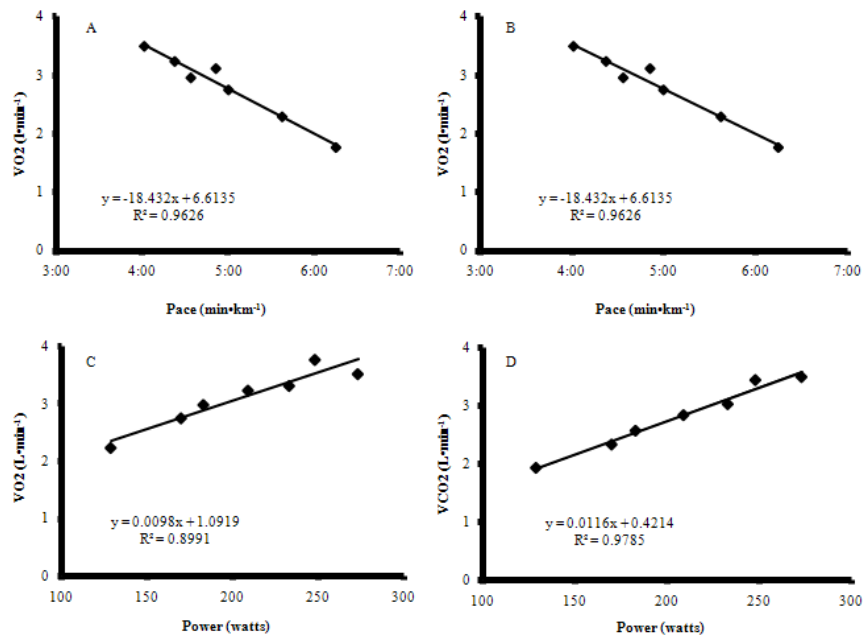 A
4
3
2
1
0
VO2 (l•min⁻¹)
y = -18.432x + 6.6135
R² = 0.9626
3:00 4:00 5:00 6:00 7:00
Pace (min•km⁻¹)
B
4
3
2
1
0
VO2 (l•min⁻¹)
y = -18.432x + 6.6135
R² = 0.9626
3:00 4:00 5:00 6:00 7:00
Pace (min•km⁻¹)
C
4
3
2
1
0
VO2 (L•min⁻¹)
y = 0.0098x + 1.0919
R² = 0.8991
100 150 200 250 300
Power (watts)
D
4
3
2
1
0
VCO2 (L•min⁻¹)
y = 0.0116x + 0.4214
R² = 0.9785
100 150 200 250 300
Power (watts)